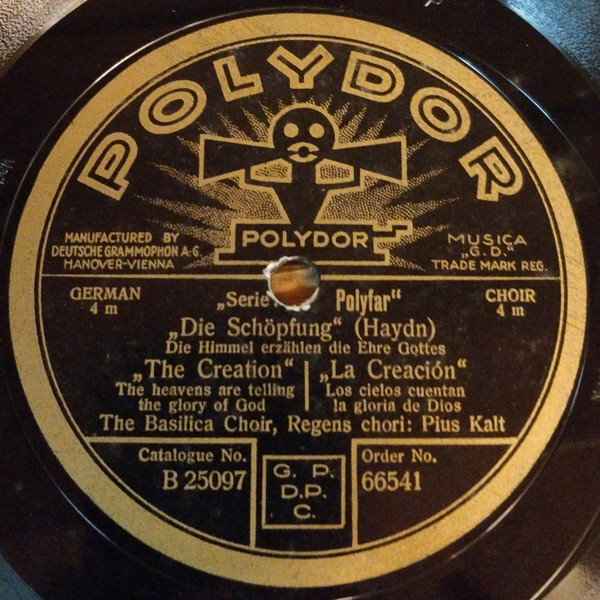 POLYDOR
POLYDOR
MANUFACTURED BY
DEUTSCHE GRAMMOPHON A.-G.
HANOVER-VIENNA
MUSICA
„G.D.“
TRADE MARK REG.
GERMAN
4 m
„Serie Polyfar“
CHOIR
4 m
„Die Schöpfung“ (Haydn)
Die Himmel erzählen die Ehre Gottes
„The Creation“
The heavens are telling
the glory of God
„La Creación“
Los cielos cuentan
la gloria de Dios
The Basilica Choir, Regens chori: Pius Kalt
Catalogue No.
B 25097
G. P.
D.P.
C.
Order No.
66541